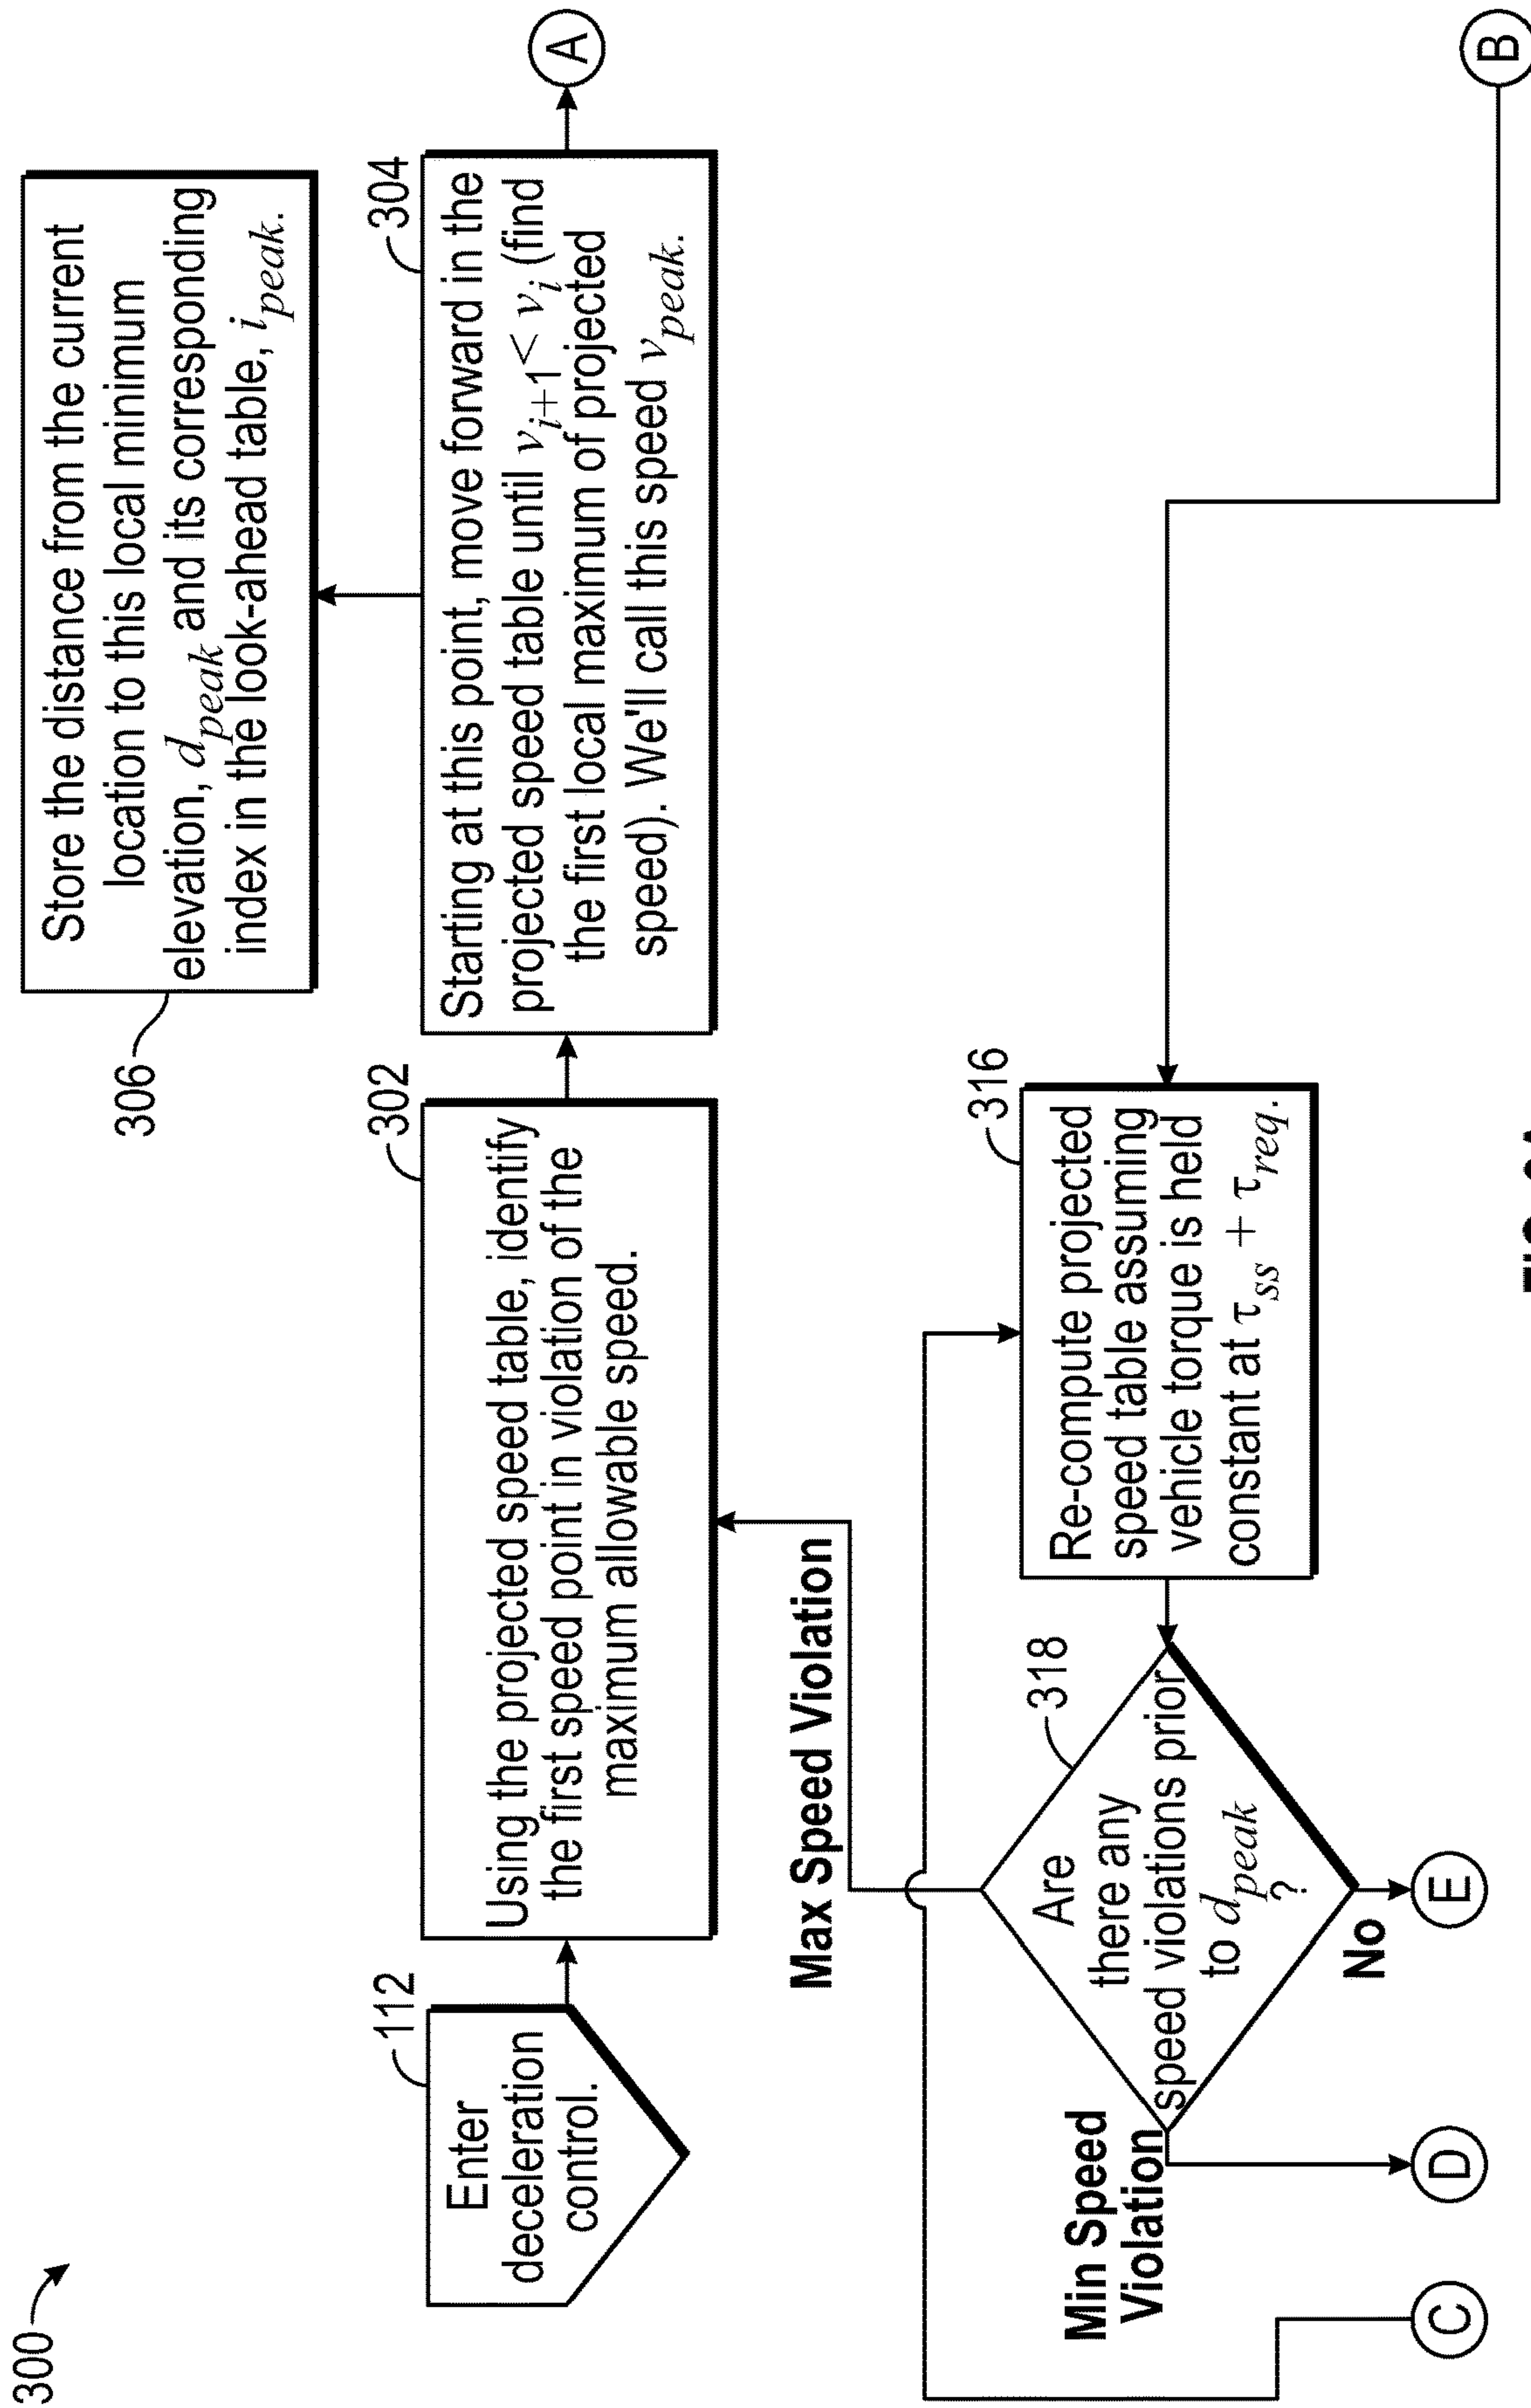 300
Store the distance from the current
location to this local minimum
elevation, d_peak and its corresponding
index in the look-ahead table, i_peak.
306
112
Enter
deceleration
control.
302
Using the projected speed table, identify
the first speed point in violation of the
maximum allowable speed.
304
Starting at this point, move forward in the
projected speed table until v_i+1 < v_i (find
the first local maximum of projected
speed). We'll call this speed v_peak.
A
Max Speed Violation
318
Are
there any
speed violations prior
to d_peak
?
Min Speed
Violation
No
316
Re-compute projected
speed table assuming
vehicle torque is held
constant at τ_ss + τ_req.
C
D
E
B